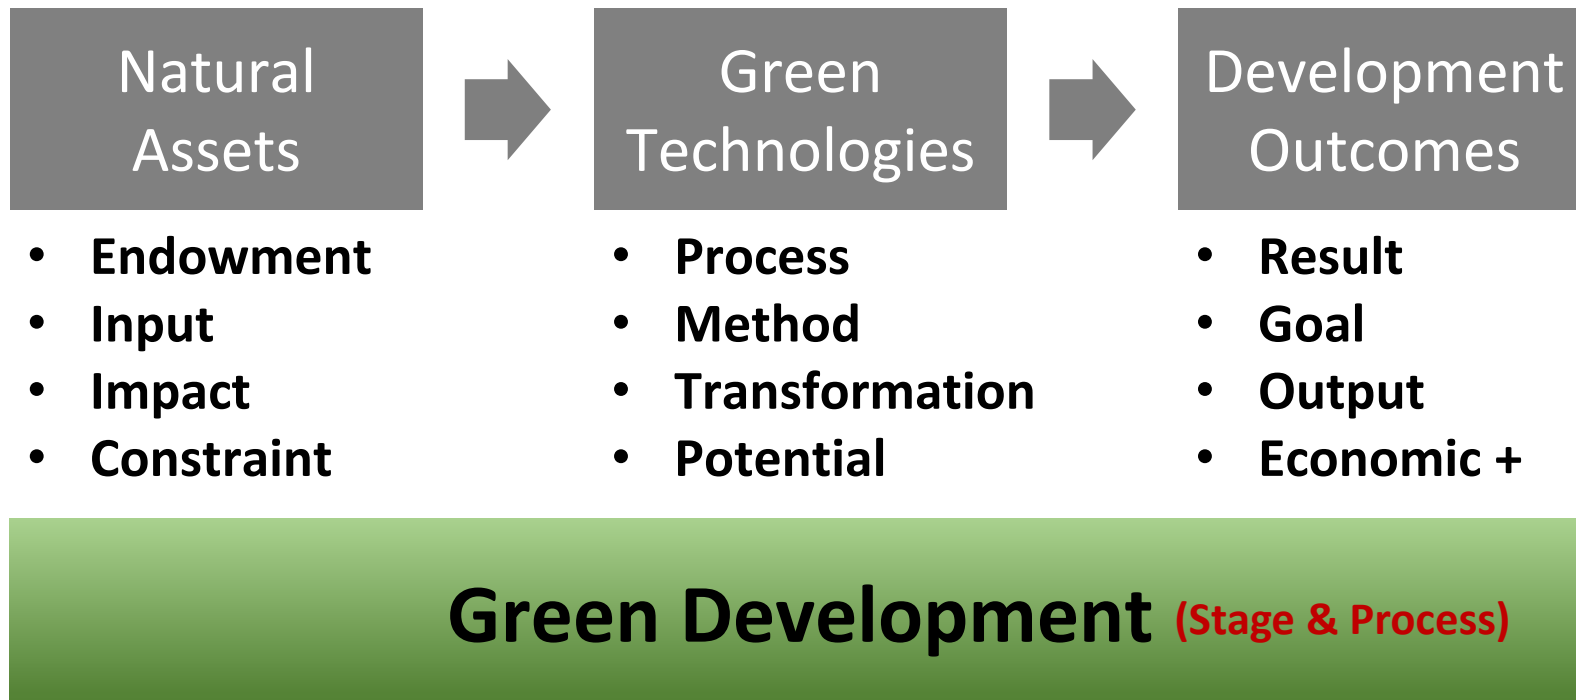 Natural
Assets
Green
Technologies
Development
Outcomes
• Endowment
• Input
• Impact
• Constraint
• Process
• Method
• Transformation
• Potential
• Result
• Goal
• Output
• Economic +
Green Development (Stage & Process)